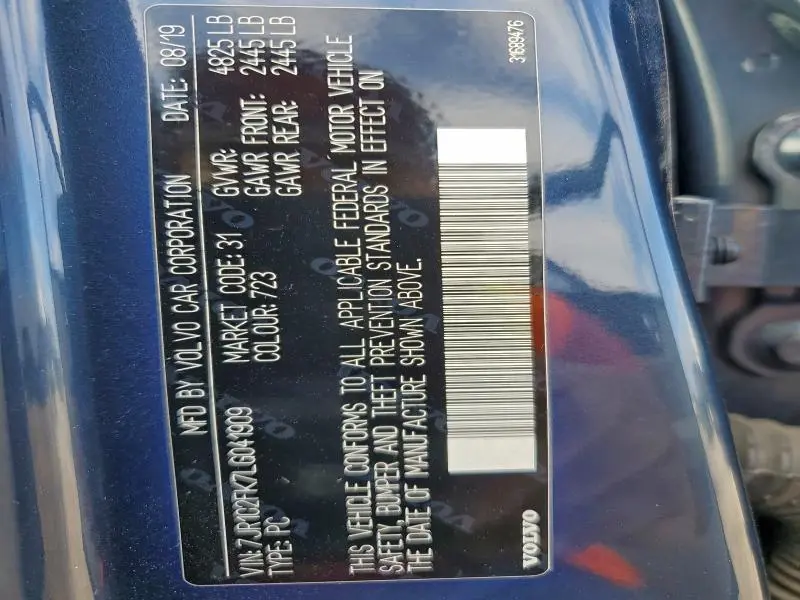 MFD BY VOLVO CAR CORPORATION DATE: 08/19
VIN: 7JRC2FK7LG041909 GVWR: 4825 LB
TYPE: PC MARKET CODE: 31 GAWR FRONT: 2445 LB
COLOUR: 723 GAWR REAR: 2445 LB
THIS VEHICLE CONFORMS TO ALL APPLICABLE FEDERAL MOTOR VEHICLE
SAFETY, BUMPER AND THEFT PREVENTION STANDARDS IN EFFECT ON
THE DATE OF MANUFACTURE SHOWN ABOVE.
VOLVO 31689476